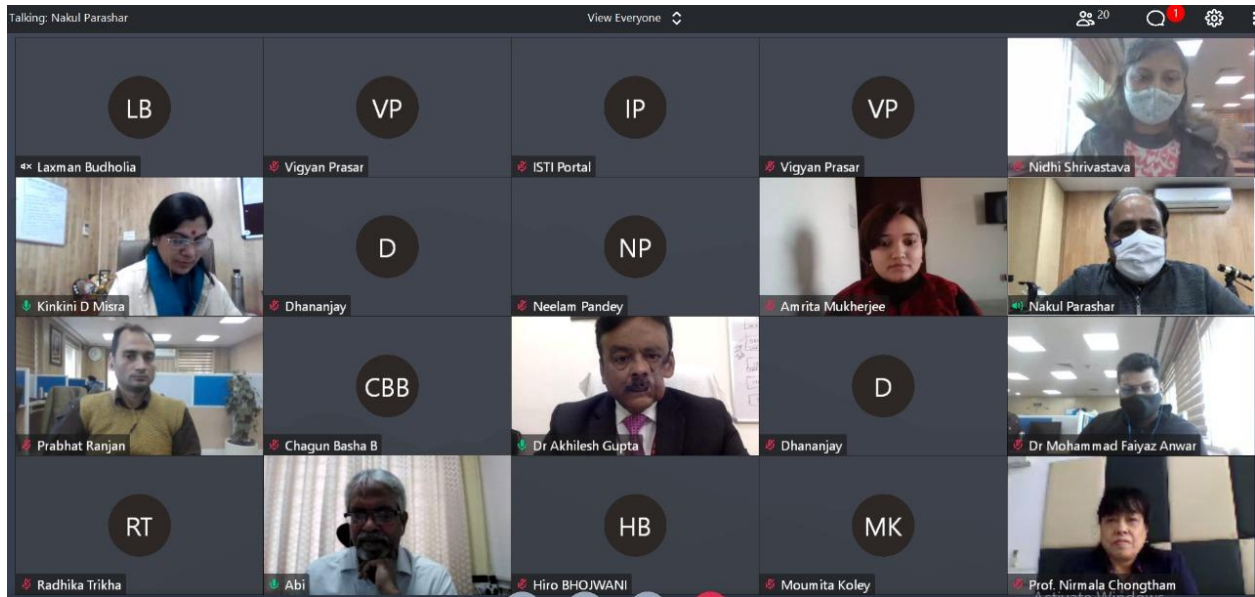 Talking: Nakul Parashar
View Everyone
20
1
LB
VP
IP
VP
Laxman Budholia
Vigyan Prasar
ISTI Portal
Vigyan Prasar
Nidhi Shrivastava
D
NP
Kinkini D Misra
Dhananjay
Neelam Pandey
Amrita Mukherjee
Nakul Parashar
CBB
D
Prabhat Ranjan
Chagun Basha B
Dr Akhilesh Gupta
Dhananjay
Dr Mohammad Faiyaz Anwar
RT
HB
MK
Radhika Trikha
Abi
Hiro BHOJWANI
Moumita Koley
Prof. Nirmala Chongtham
Activate Windows